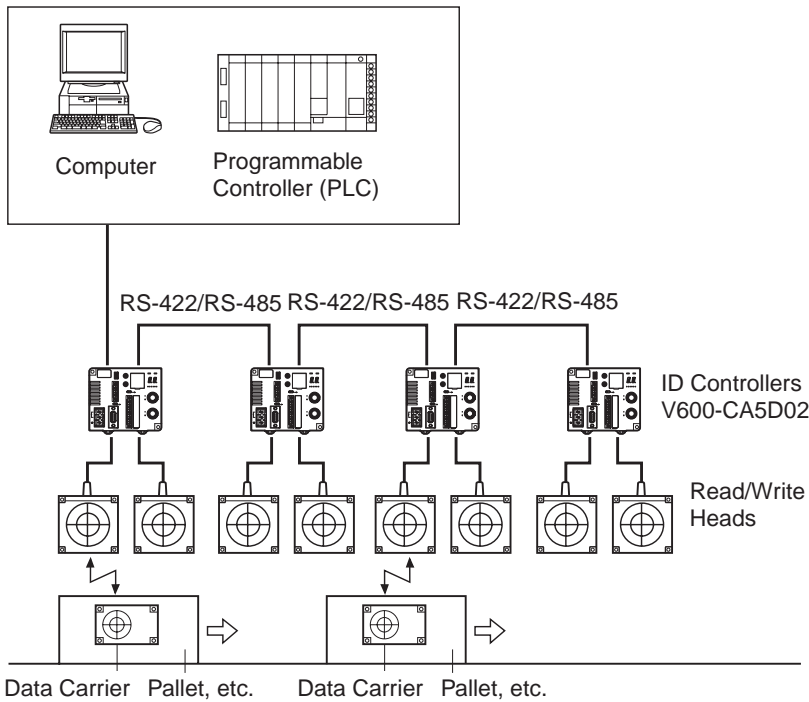 Computer
Programmable
Controller (PLC)
RS-422/RS-485 RS-422/RS-485 RS-422/RS-485
ID Controllers
V600-CA5D02
Read/Write
Heads
Data Carrier Pallet, etc. Data Carrier Pallet, etc.